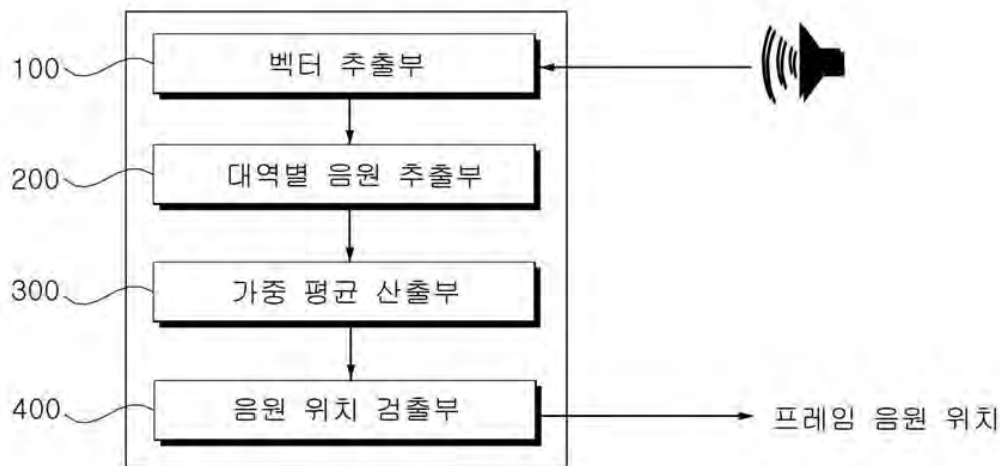 100
벡터 추출부
200
대역별 음원 추출부
300
가중 평균 산출부
400
음원 위치 검출부
프레임 음원 위치